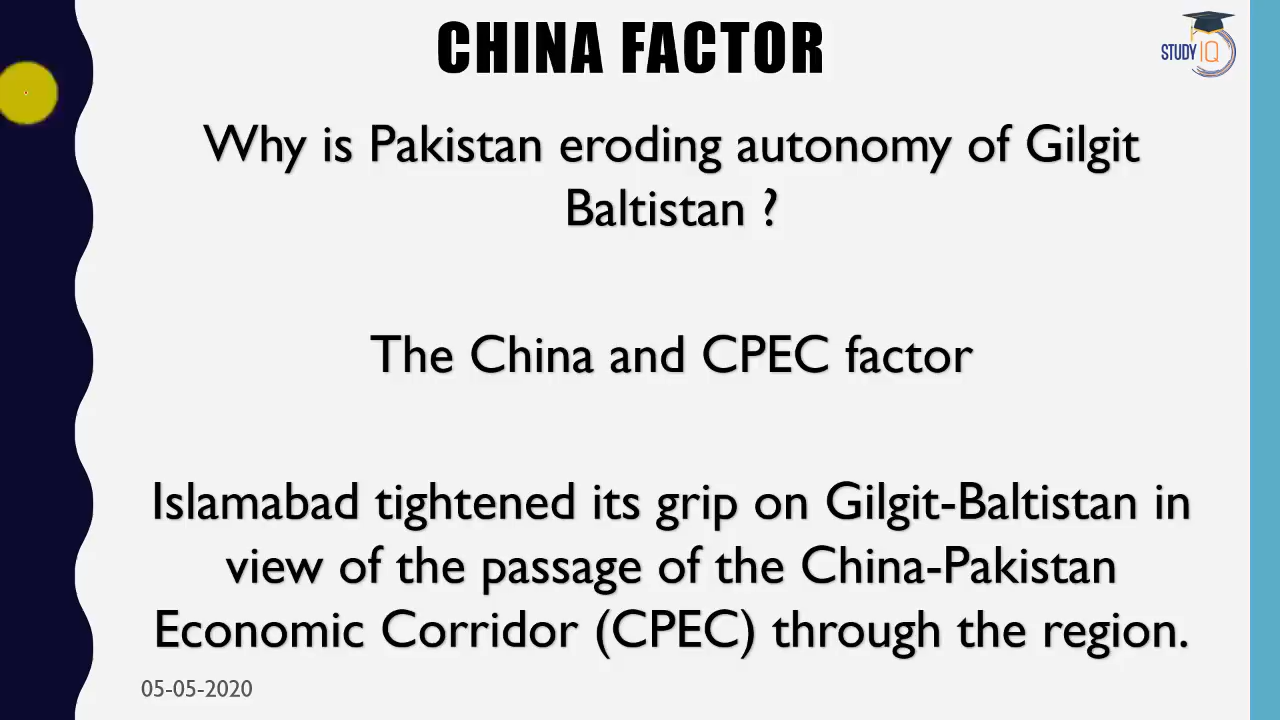 CHINA FACTOR
STUDY IQ
Why is Pakistan eroding autonomy of Gilgit
Baltistan ?
The China and CPEC factor
Islamabad tightened its grip on Gilgit-Baltistan in
view of the passage of the China-Pakistan
Economic Corridor (CPEC) through the region.
05-05-2020